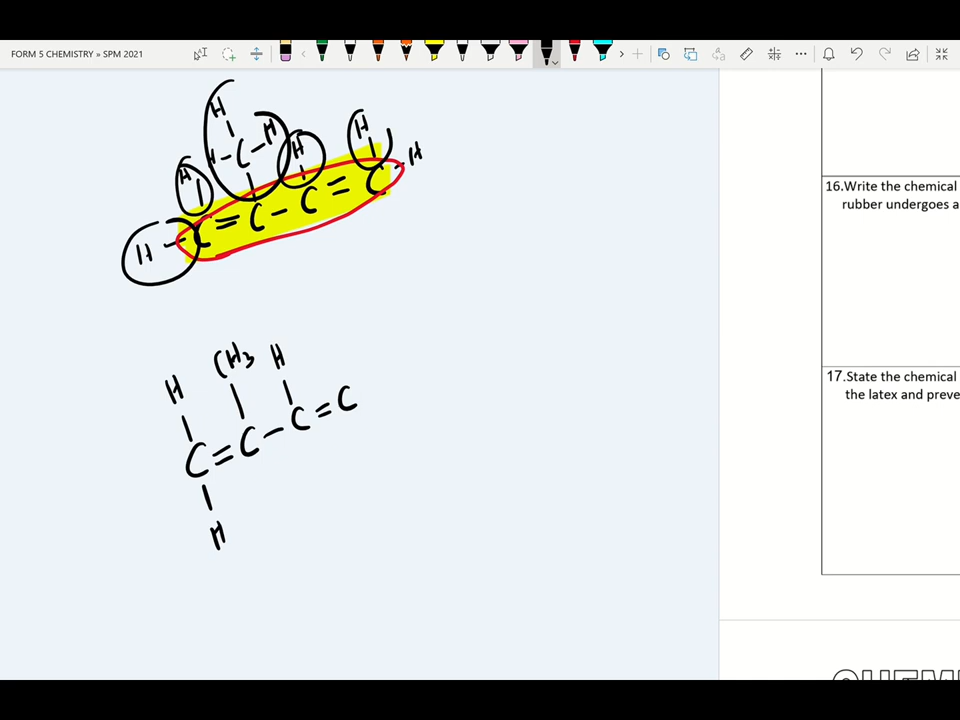 FORM 5 CHEMISTRY » SPM 2021
H
H
H
H
H-C-H
H H
H-C=C-C=C-H
16.Write the chemical
rubber undergoes a
CH3 H
H
C=C-C=C
H
17.State the chemical
the latex and preve